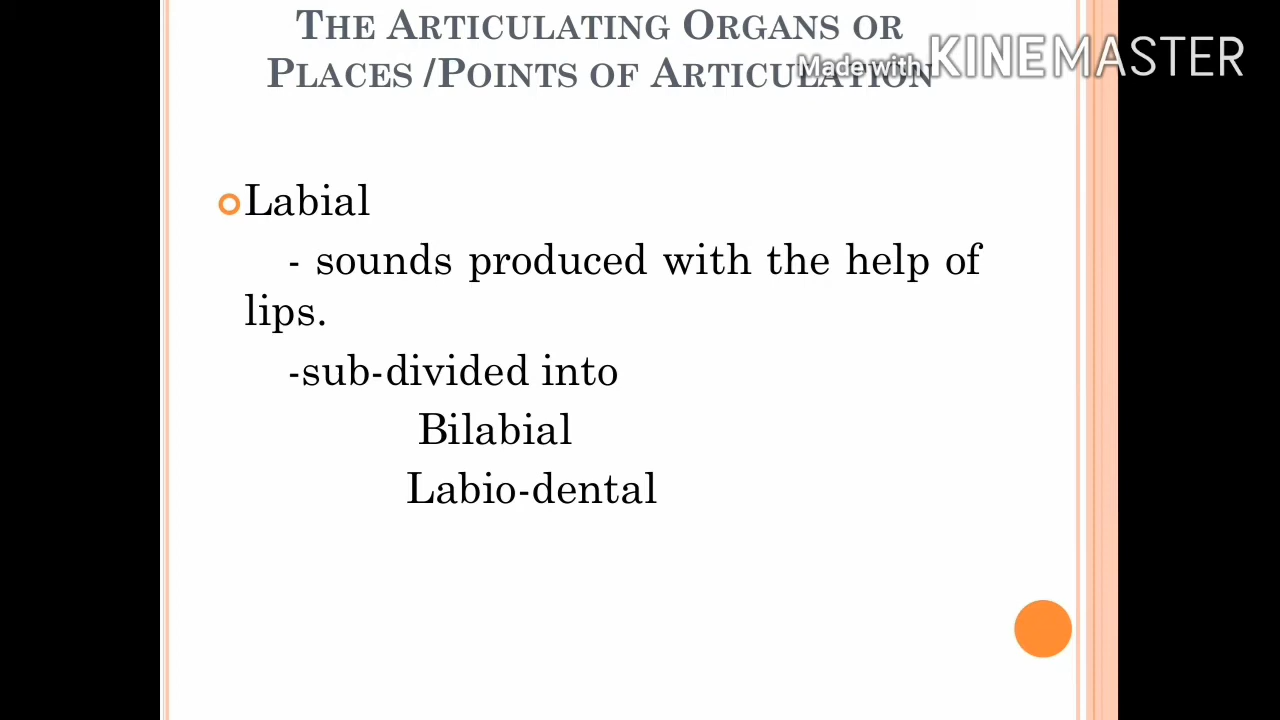 THE ARTICULATING ORGANS OR
PLACES /POINTS OF ARTICULATION
Made with KINEMASTER
Labial
- sounds produced with the help of
lips.
-sub-divided into
Bilabial
Labio-dental